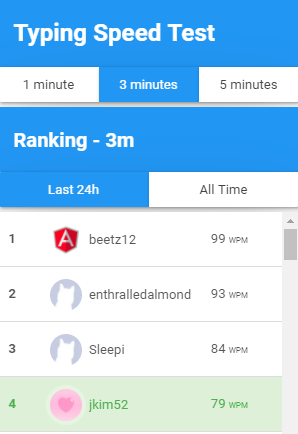 Typing Speed Test
1 minute 3 minutes 5 minutes
Ranking - 3m
Last 24h All Time
1 beetz12 99 WPM
2 enthralledalmond 93 WPM
3 Sleepi 84 WPM
4 jkim52 79 WPM